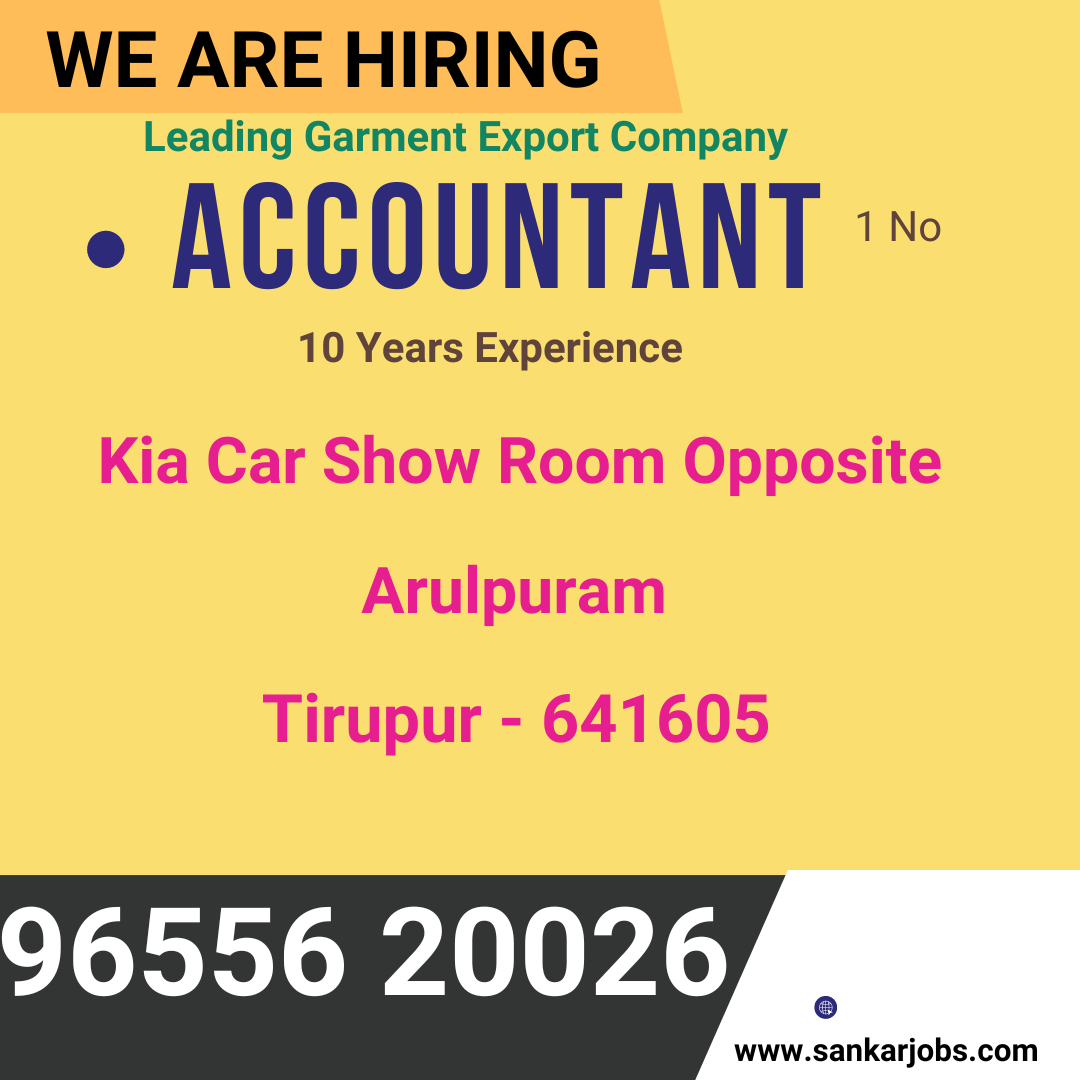 WE ARE HIRING
Leading Garment Export Company
• ACCOUNTANT 1 No
10 Years Experience
Kia Car Show Room Opposite
Arulpuram
Tirupur - 641605
96556 20026
www.sankarjobs.com